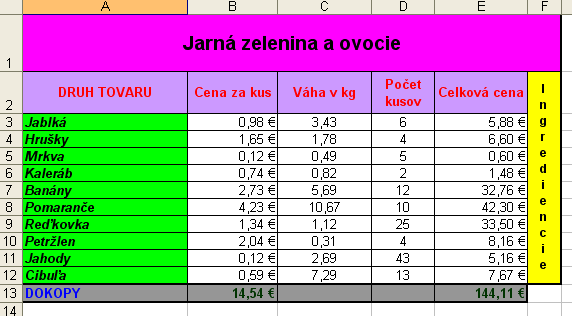 A B C D E F
1 Jarná zelenina a ovocie
2 DRUH TOVARU Cena za kus Váha v kg Počet kusov Celková cena Ingrediencie
3 Jablká 0,98 € 3,43 6 5,88 €
4 Hrušky 1,65 € 1,78 4 6,60 €
5 Mrkva 0,12 € 0,49 5 0,60 €
6 Kaleráb 0,74 € 0,82 2 1,48 €
7 Banány 2,73 € 5,69 12 32,76 €
8 Pomaranče 4,23 € 10,67 10 42,30 €
9 Reďkovka 1,34 € 1,12 25 33,50 €
10 Petržlen 2,04 € 0,31 4 8,16 €
11 Jahody 0,12 € 2,69 43 5,16 €
12 Cibuľa 0,59 € 7,29 13 7,67 €
13 DOKOPY 14,54 € 144,11 €
14